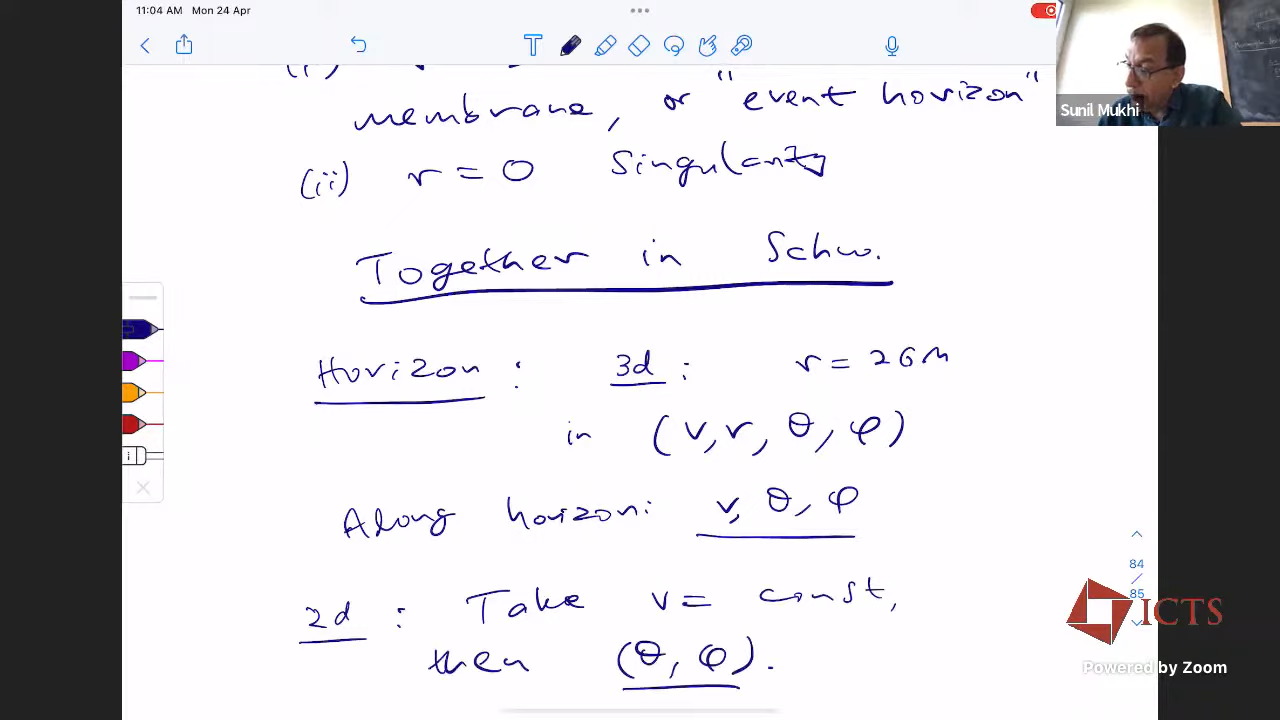 11:04 AM Mon 24 Apr
Sunil Mukhi
membrane, or "event horizon"
(ii) r = 0 Singularity
Together in Schw.
Horizon : 3d : r = 2GM
in (v, r, θ, φ)
Along horizon: v, θ, φ
2d : Take v = const,
then (θ, φ).
84
/
85
ICTS
Powered by Zoom